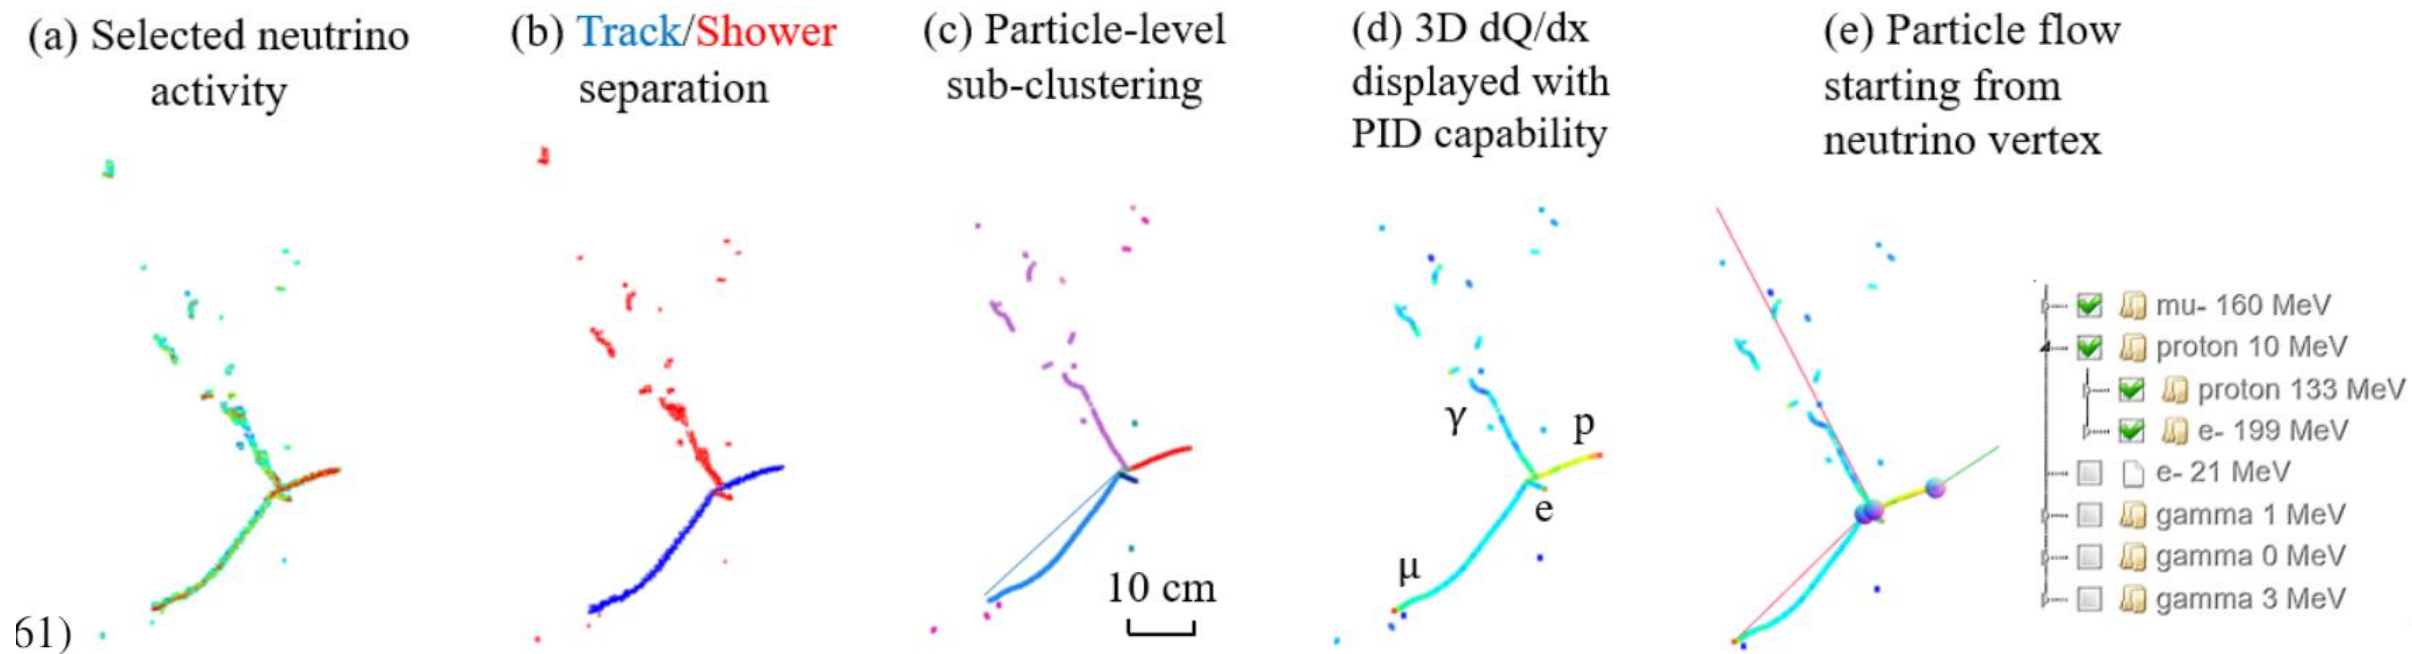 (a) Selected neutrino
activity
(b) Track/Shower
separation
(c) Particle-level
sub-clustering
(d) 3D dQ/dx
displayed with
PID capability
(e) Particle flow
starting from
neutrino vertex
γ
p
e
μ
10 cm
mu- 160 MeV
proton 10 MeV
proton 133 MeV
e- 199 MeV
e- 21 MeV
gamma 1 MeV
gamma 0 MeV
gamma 3 MeV
61)